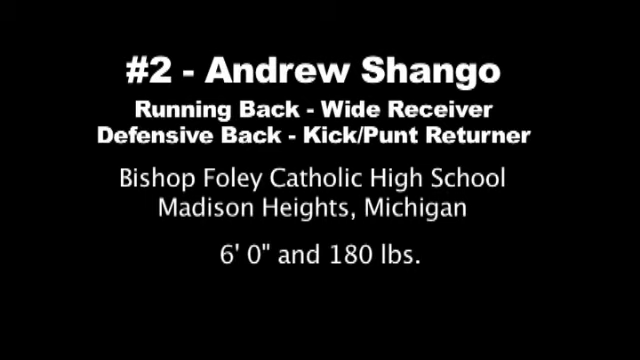 #2 - Andrew Shango
Running Back - Wide Receiver
Defensive Back - Kick/Punt Returner
Bishop Foley Catholic High School
Madison Heights, Michigan
6' 0" and 180 lbs.